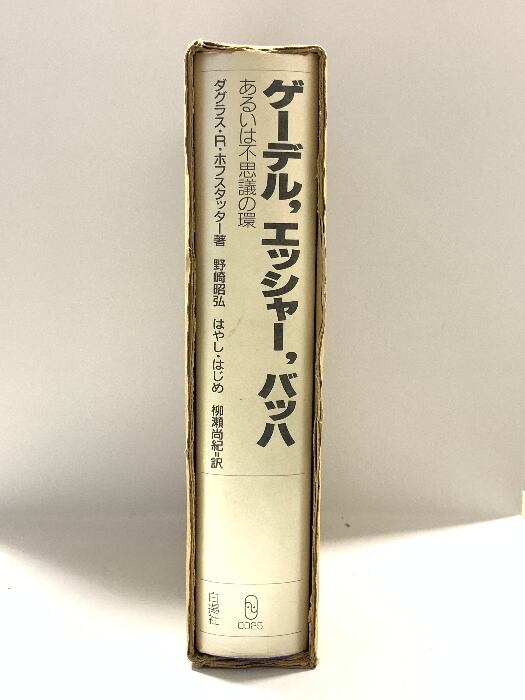 ゲーデル,エッシャー,バッハ
あるいは不思議の環
ダグラス・R・ホフスタッター著 野崎昭弘 はやし・はじめ 柳瀬尚紀=訳
白揚社
0025